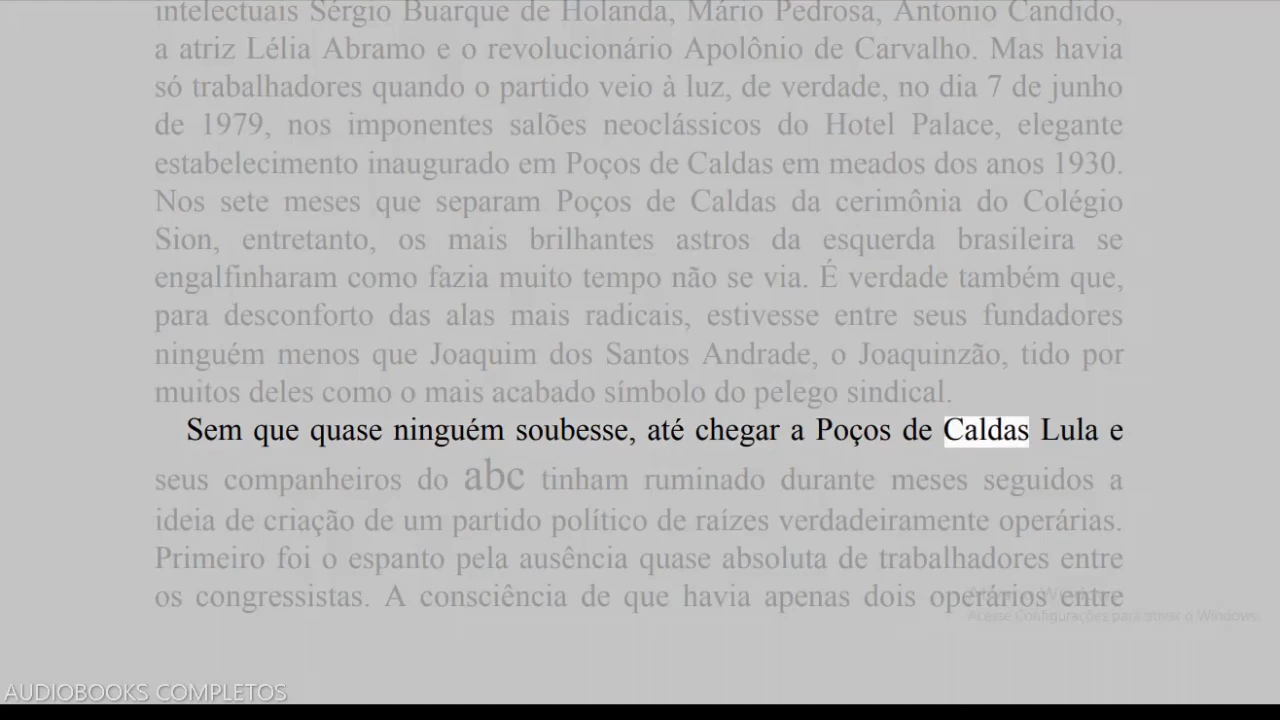 intelectuais Sérgio Buarque de Holanda, Mário Pedrosa, Antonio Candido,
a atriz Lélia Abramo e o revolucionário Apolônio de Carvalho. Mas havia
só trabalhadores quando o partido veio à luz, de verdade, no dia 7 de junho
de 1979, nos imponentes salões neoclássicos do Hotel Palace, elegante
estabelecimento inaugurado em Poços de Caldas em meados dos anos 1930.
Nos sete meses que separam Poços de Caldas da cerimônia do Colégio
Sion, entretanto, os mais brilhantes astros da esquerda brasileira se
engalfinharam como fazia muito tempo não se via. É verdade também que,
para desconforto das alas mais radicais, estivesse entre seus fundadores
ninguém menos que Joaquim dos Santos Andrade, o Joaquinzão, tido por
muitos deles como o mais acabado símbolo do pelego sindical.
Sem que quase ninguém soubesse, até chegar a Poços de Caldas Lula e
seus companheiros do abc tinham ruminado durante meses seguidos a
ideia de criação de um partido político de raízes verdadeiramente operárias.
Primeiro foi o espanto pela ausência quase absoluta de trabalhadores entre
os congressistas. A consciência de que havia apenas dois operários entre
Windows
Acesse Configurações para ativar o Windows.
AUDIOBOOKS COMPLETOS